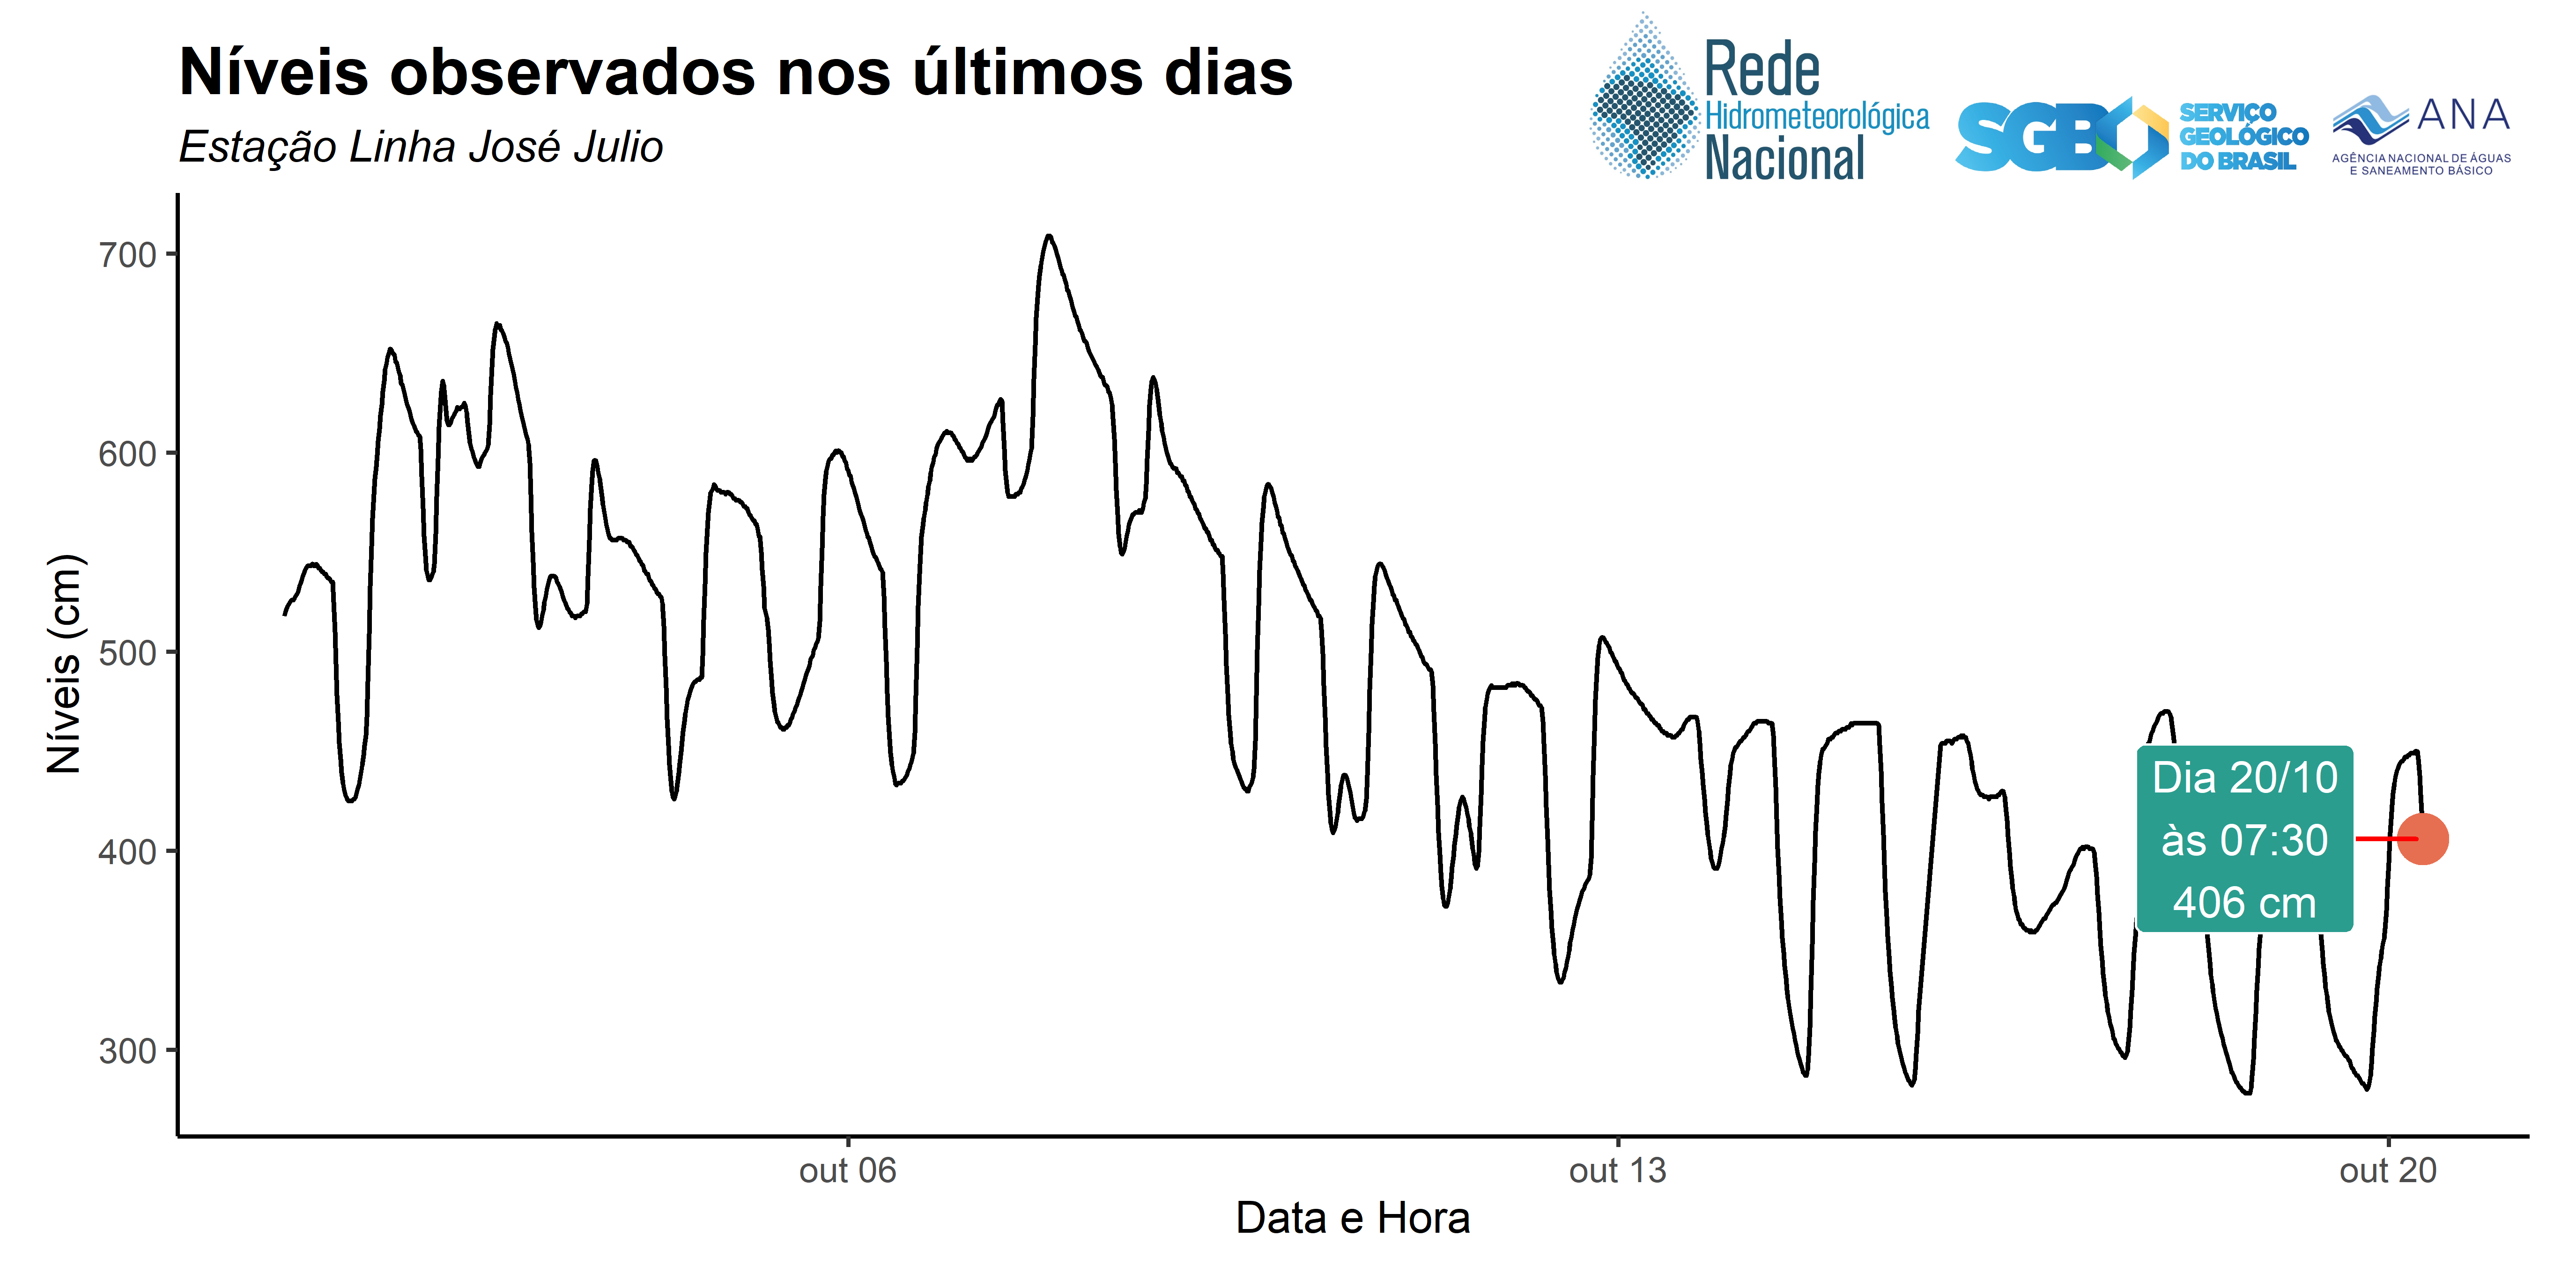 Níveis observados nos últimos dias
Estação Linha José Julio
Rede
Hidrometeorológica
Nacional
SGB
SERVIÇO
GEOLÓGICO
DO BRASIL
ANA
AGÊNCIA NACIONAL DE ÁGUAS
E SANEAMENTO BÁSICO
Níveis (cm)
700
600
500
400
300
Dia 20/10
às 07:30
406 cm
out 06
out 13
out 20
Data e Hora